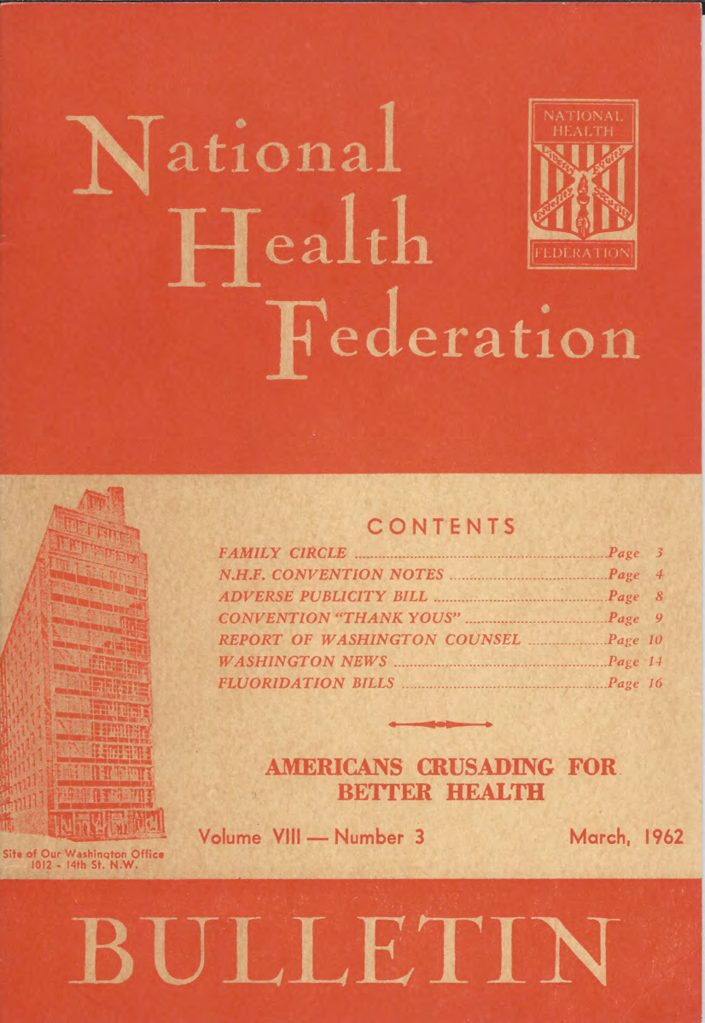 National
Health
Federation
NATIONAL
HEALTH
FEDERATION
CONTENTS
FAMILY CIRCLE ........ Page 3
N.H.F. CONVENTION NOTES ........ Page 4
ADVERSE PUBLICITY BILL ........ Page 8
CONVENTION "THANK YOUS" ........ Page 9
REPORT OF WASHINGTON COUNSEL ........ Page 10
WASHINGTON NEWS ........ Page 14
FLUORIDATION BILLS ........ Page 16
AMERICANS CRUSADING FOR
BETTER HEALTH
Volume VIII — Number 3 March, 1962
Site of Our Washington Office
1012 - 14th St. N.W.
BULLETIN